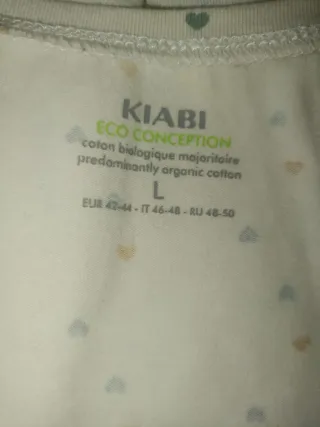 KIABI
ECO CONCEPTION
coton biologique majoritaire
predominantly organic cotton
L
EUR 42-44 - IT 46-48 - RU 48-50